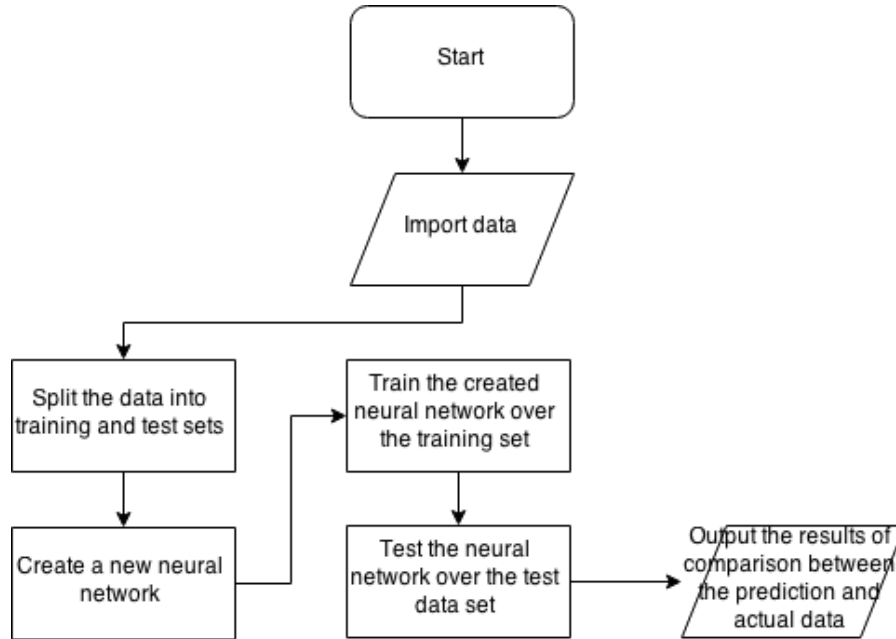 Start
Import data
Split the data into
training and test sets
Create a new neural
network
Train the created
neural network over
the training set
Test the neural
network over the test
data set
Output the results of
comparison between
the prediction and
actual data